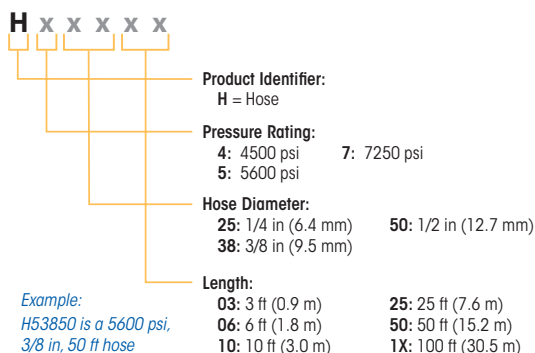 H x x x x x
Product Identifier:
H = Hose
Pressure Rating:
4: 4500 psi 7: 7250 psi
5: 5600 psi
Hose Diameter:
25: 1/4 in (6.4 mm) 50: 1/2 in (12.7 mm)
38: 3/8 in (9.5 mm)
Length:
03: 3 ft (0.9 m) 25: 25 ft (7.6 m)
06: 6 ft (1.8 m) 50: 50 ft (15.2 m)
10: 10 ft (3.0 m) 1X: 100 ft (30.5 m)
Example:
H53850 is a 5600 psi,
3/8 in, 50 ft hose